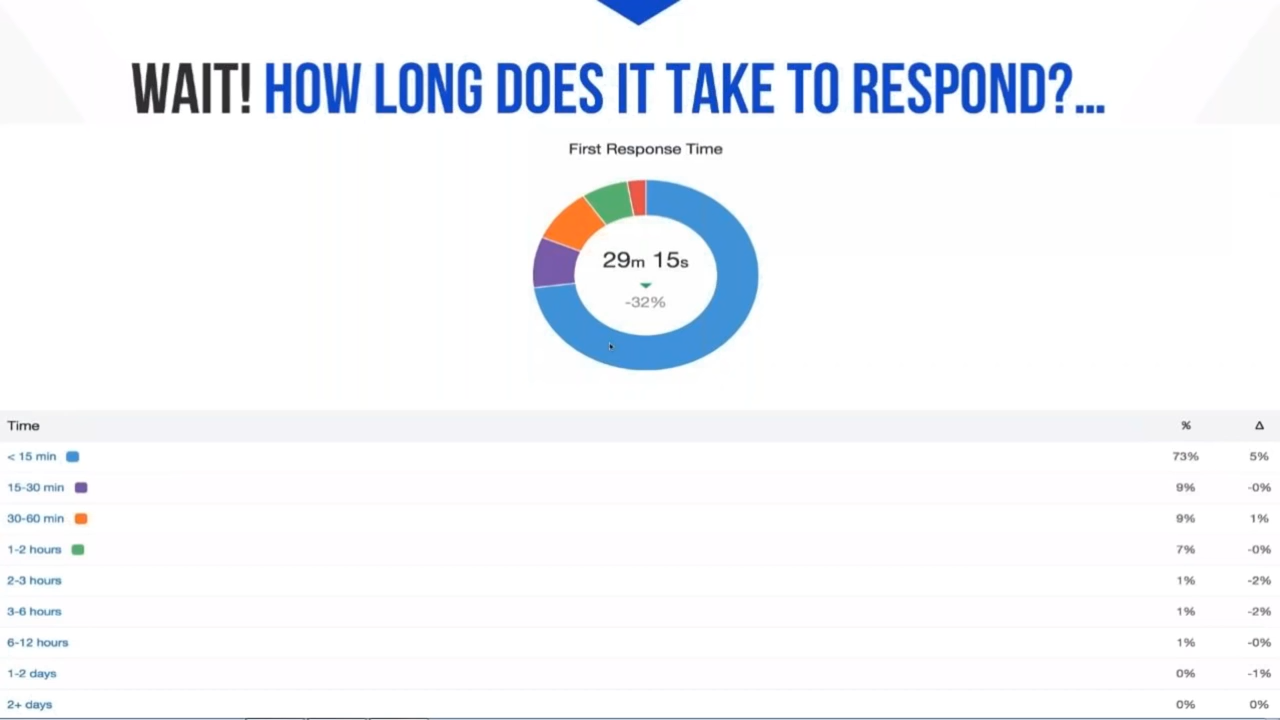 WAIT! HOW LONG DOES IT TAKE TO RESPOND?...
First Response Time
29m 15s
-32%
Time % Δ
< 15 min 73% 5%
15-30 min 9% -0%
30-60 min 9% 1%
1-2 hours 7% -0%
2-3 hours 1% -2%
3-6 hours 1% -2%
6-12 hours 1% -0%
1-2 days 0% -1%
2+ days 0% 0%